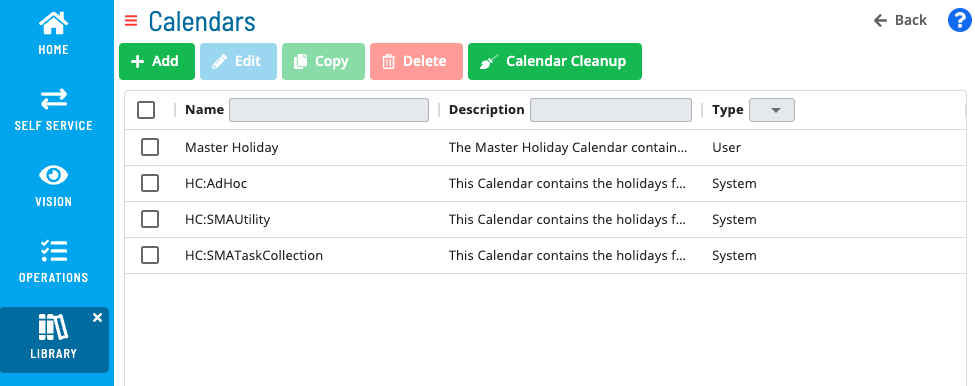 Calendars
Back
?
Add Edit Copy Delete Calendar Cleanup
Name Description Type
Master Holiday The Master Holiday Calendar contain... User
HC:AdHoc This Calendar contains the holidays f... System
HC:SMAUtility This Calendar contains the holidays f... System
HC:SMATaskCollection This Calendar contains the holidays f... System
HOME
SELF SERVICE
VISION
OPERATIONS
LIBRARY